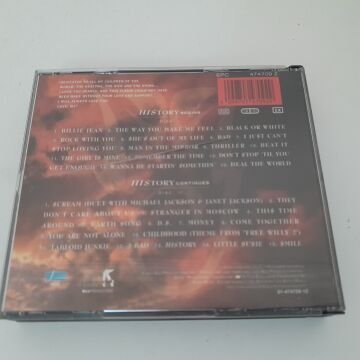 EPC 474709 2
HISTORY BEGINS
1. BILLIE JEAN 2. THE WAY YOU MAKE ME FEEL 3. BLACK OR WHITE
4. ROCK WITH YOU 5. SHE'S OUT OF MY LIFE 6. BAD 7. I JUST CAN'T
STOP LOVING YOU 8. MAN IN THE MIRROR 9. THRILLER 10. BEAT IT
11. THE GIRL IS MINE 12. REMEMBER THE TIME 13. DON'T STOP 'TIL YOU
GET ENOUGH 14. WANNA BE STARTIN' SOMETHIN' 15. HEAL THE WORLD
HISTORY CONTINUES
1. SCREAM (DUET WITH MICHAEL JACKSON & JANET JACKSON) 2. THEY
DON'T CARE ABOUT US 3. STRANGER IN MOSCOW 4. THIS TIME
AROUND 5. EARTH SONG 6. D.S. 7. MONEY 8. COME TOGETHER
9. YOU ARE NOT ALONE 10. CHILDHOOD (THEME FROM "FREE WILLY 2")
11. TABLOID JUNKIE 12. 2 BAD 13. HISTORY 14. LITTLE SUSIE 15. SMILE
01-474709-10